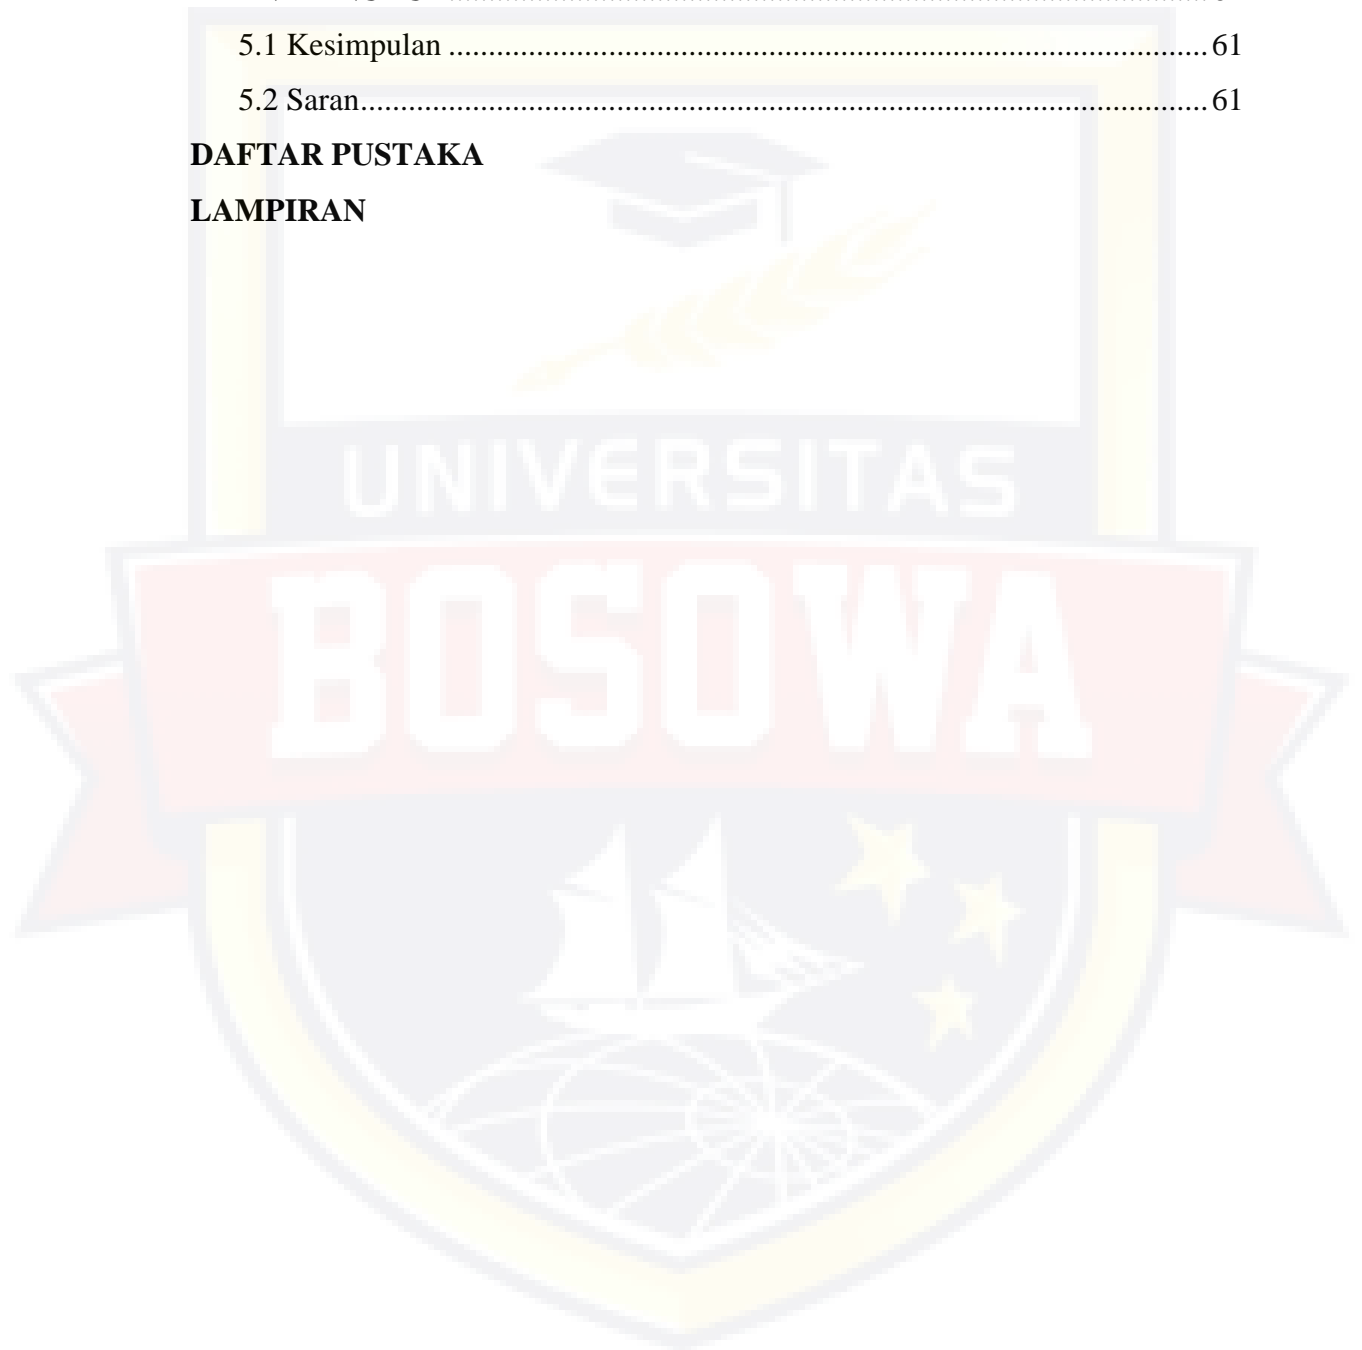 5.1 Kesimpulan ........................................................................................ 61
5.2 Saran.................................................................................................. 61
DAFTAR PUSTAKA
LAMPIRAN
UNIVERSITAS
BOSOWA